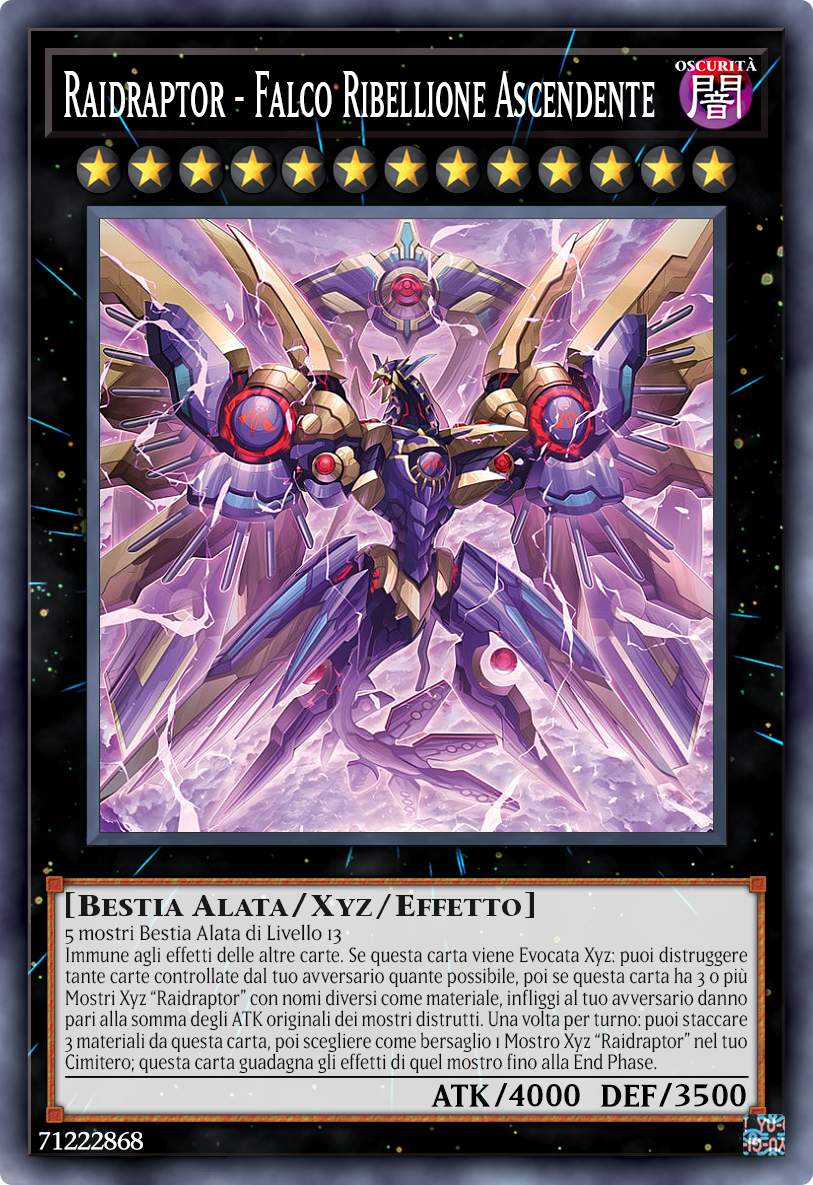 Raidraptor - Falco Ribellione Ascendente
OSCURITÀ
闇
[Bestia Alata/Xyz/Effetto]
5 mostri Bestia Alata di Livello 13
Immune agli effetti delle altre carte. Se questa carta viene Evocata Xyz: puoi distruggere
tante carte controllate dal tuo avversario quante possibile, poi se questa carta ha 3 o più
Mostri Xyz “Raidraptor” con nomi diversi come materiale, infliggi al tuo avversario danno
pari alla somma degli ATK originali dei mostri distrutti. Una volta per turno: puoi staccare
3 materiali da questa carta, poi scegliere come bersaglio 1 Mostro Xyz “Raidraptor” nel tuo
Cimitero; questa carta guadagna gli effetti di quel mostro fino alla End Phase.
ATK/4000 DEF/3500
71222868